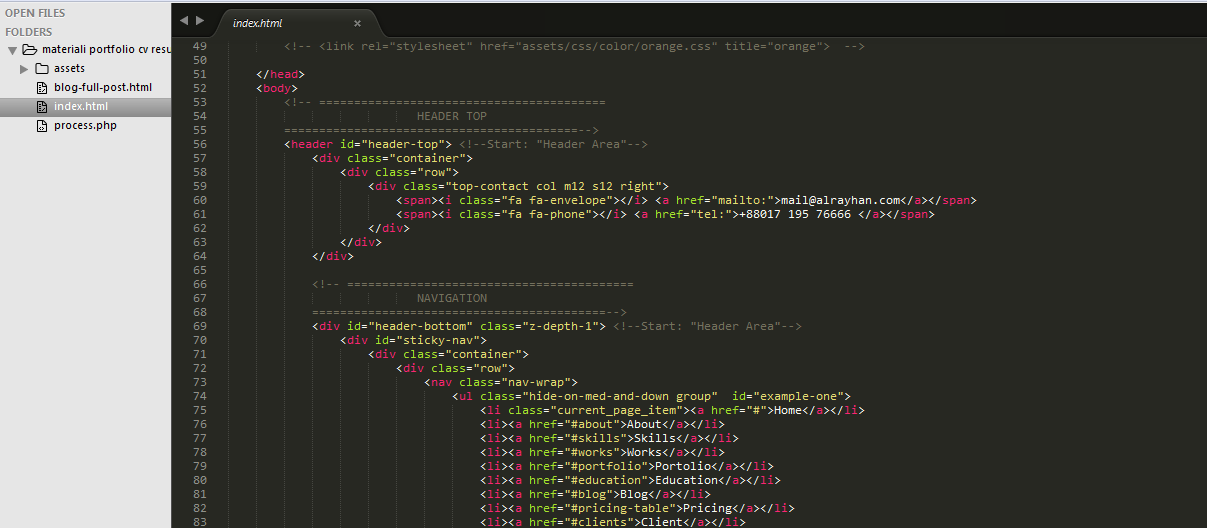 OPEN FILES
FOLDERS
materiali portfolio cv resu
assets
blog-full-post.html
index.html
process.php
index.html ×
49 <!-- <link rel="stylesheet" href="assets/css/color/orange.css" title="orange">  -->
50
51 </head>
52 <body>
53 <!-- =========================================
54 HEADER TOP
55 ==========================================-->
56 <header id="header-top"> <!--Start: "Header Area"-->
57 <div class="container">
58 <div class="row">
59 <div class="top-contact col m12 s12 right">
60 <span><i class="fa fa-envelope"></i> <a href="mailto:">mail@alrayhan.com</a></span>
61 <span><i class="fa fa-phone"></i> <a href="tel:">+88017 195 76666 </a></span>
62 </div>
63 </div>
64 </div>
65
66 <!-- =========================================
67 NAVIGATION
68 ==========================================-->
69 <div id="header-bottom" class="z-depth-1"> <!--Start: "Header Area"-->
70 <div id="sticky-nav">
71 <div class="container">
72 <div class="row">
73 <nav class="nav-wrap">
74 <ul class="hide-on-med-and-down group"  id="example-one">
75 <li class="current_page_item"><a href="#">Home</a></li>
76 <li><a href="#about">About</a></li>
77 <li><a href="#skills">Skills</a></li>
78 <li><a href="#works">Works</a></li>
79 <li><a href="#portfolio">Portolio</a></li>
80 <li><a href="#education">Education</a></li>
81 <li><a href="#blog">Blog</a></li>
82 <li><a href="#pricing-table">Pricing</a></li>
83 <li><a href="#clients">Client</a></li>